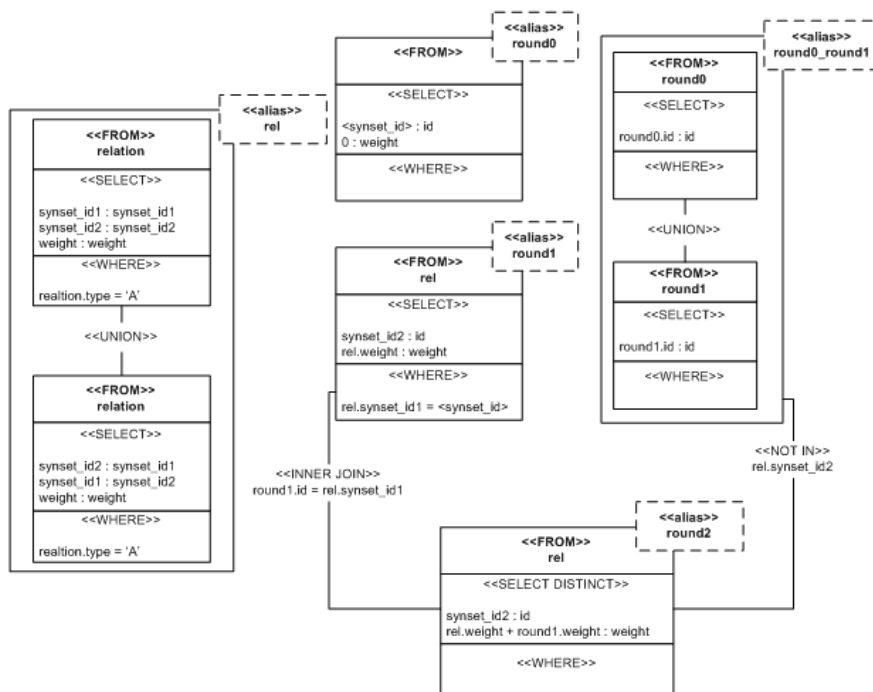 <<alias>>
rel
<<FROM>>
relation
<<SELECT>>
synset_id1 : synset_id1
synset_id2 : synset_id2
weight : weight
<<WHERE>>
realtion.type = ‘A’
<<UNION>>
<<FROM>>
relation
<<SELECT>>
synset_id2 : synset_id1
synset_id1 : synset_id2
weight : weight
<<WHERE>>
realtion.type = ‘A’
<<alias>>
round0
<<FROM>>
<<SELECT>>
<synset_id> : id
0 : weight
<<WHERE>>
<<alias>>
round1
<<FROM>>
rel
<<SELECT>>
synset_id2 : id
rel.weight : weight
<<WHERE>>
rel.synset_id1 = <synset_id>
<<INNER JOIN>>
round1.id = rel.synset_id1
<<alias>>
round0_round1
<<FROM>>
round0
<<SELECT>>
round0.id : id
<<WHERE>>
<<UNION>>
<<FROM>>
round1
<<SELECT>>
round1.id : id
<<WHERE>>
<<NOT IN>>
rel.synset_id2
<<alias>>
round2
<<FROM>>
rel
<<SELECT DISTINCT>>
synset_id2 : id
rel.weight + round1.weight : weight
<<WHERE>>